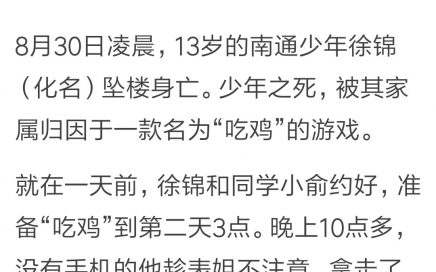 8月30日凌晨，13岁的南通少年徐锦
（化名）坠楼身亡。少年之死，被其家
属归因于一款名为“吃鸡”的游戏。
就在一天前，徐锦和同学小俞约好，准
备“吃鸡”到第二天3点。晚上10点多，
没有手机的他趁表姐不注意，拿走了